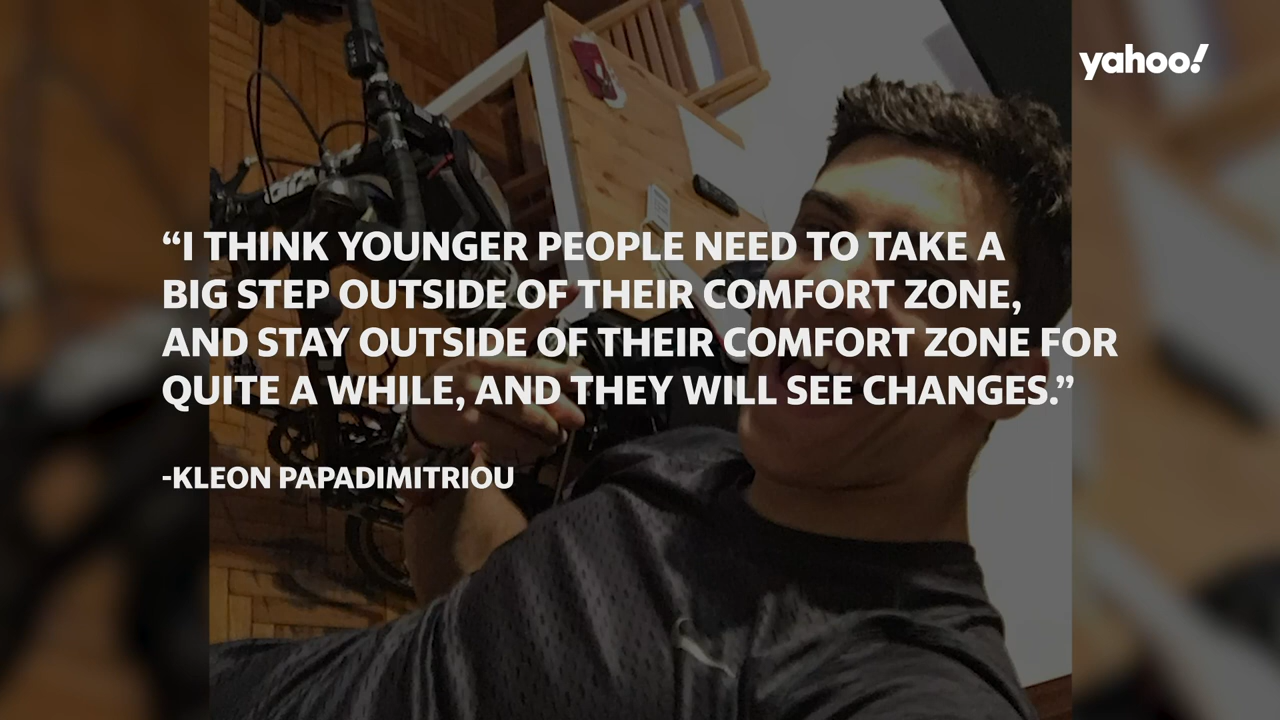 yahoo!
“I THINK YOUNGER PEOPLE NEED TO TAKE A
BIG STEP OUTSIDE OF THEIR COMFORT ZONE,
AND STAY OUTSIDE OF THEIR COMFORT ZONE FOR
QUITE A WHILE, AND THEY WILL SEE CHANGES.”
-KLEON PAPADIMITRIOU